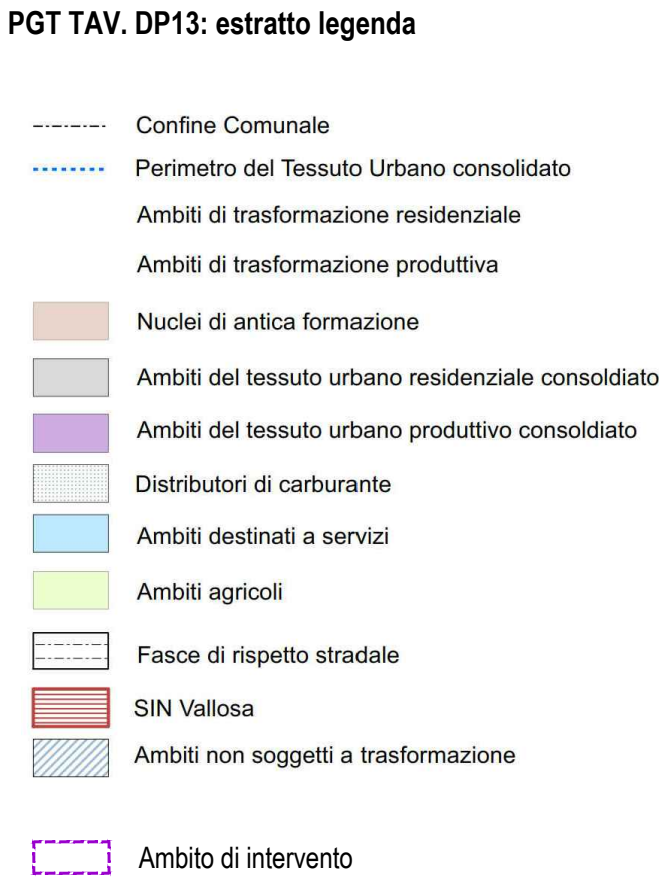 PGT TAV. DP13: estratto legenda
Confine Comunale
Perimetro del Tessuto Urbano consolidato
Ambiti di trasformazione residenziale
Ambiti di trasformazione produttiva
Nuclei di antica formazione
Ambiti del tessuto urbano residenziale consoldiato
Ambiti del tessuto urbano produttivo consoldiato
Distributori di carburante
Ambiti destinati a servizi
Ambiti agricoli
Fasce di rispetto stradale
SIN Vallosa
Ambiti non soggetti a trasformazione
Ambito di intervento